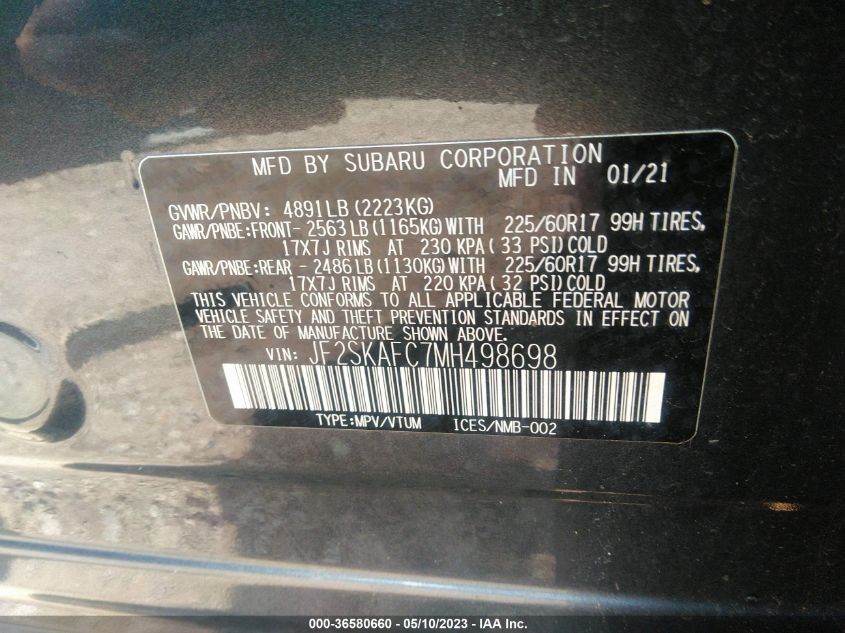 MFD BY SUBARU CORPORATION
MFD IN 01/21
GVWR/PNBV: 4891LB(2223KG)
GAWR/PNBE:FRONT- 2563LB(1165KG)WITH 225/60R17 99H TIRES,
17X7J RIMS AT 230 KPA( 33 PSI)COLD
GAWR/PNBE:REAR - 2486LB(1130KG)WITH 225/60R17 99H TIRES,
17X7J RIMS AT 220 KPA( 32 PSI)COLD
THIS VEHICLE CONFORMS TO ALL APPLICABLE FEDERAL MOTOR
VEHICLE SAFETY AND THEFT PREVENTION STANDARDS IN EFFECT ON
THE DATE OF MANUFACTURE SHOWN ABOVE.
VIN: JF2SKAFC7MH498698
TYPE:MPV/VTUM ICES/NMB-002
000-36580660 - 05/10/2023 - IAA Inc.